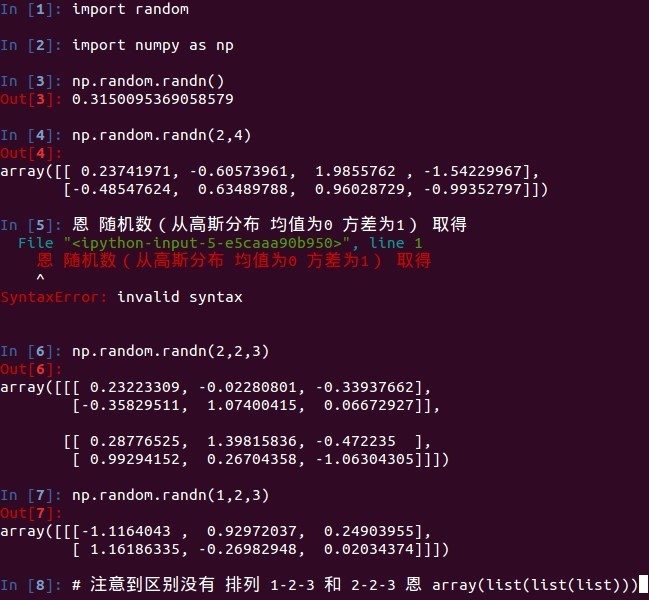 In [1]: import random
In [2]: import numpy as np
In [3]: np.random.randn()
Out[3]: 0.3150095369058579
In [4]: np.random.randn(2,4)
Out[4]:
array([[ 0.23741971, -0.60573961,  1.9855762 , -1.54229967],
       [-0.48547624,  0.63489788,  0.96028729, -0.99352797]])
In [5]: 恩 随机数（从高斯分布 均值为0 方差为1） 取得
  File "<ipython-input-5-e5caaa90b950>", line 1
    恩 随机数（从高斯分布 均值为0 方差为1） 取得
    ^
SyntaxError: invalid syntax
In [6]: np.random.randn(2,2,3)
Out[6]:
array([[[ 0.23223309, -0.02280801, -0.33937662],
        [-0.35829511,  1.07400415,  0.06672927]],
       [[ 0.28776525,  1.39815836, -0.472235  ],
        [ 0.99294152,  0.26704358, -1.06304305]]])
In [7]: np.random.randn(1,2,3)
Out[7]:
array([[[-1.1164043 ,  0.92972037,  0.24903955],
        [ 1.16186335, -0.26982948,  0.02034374]]])
In [8]: # 注意到区别没有 排列 1-2-3 和 2-2-3 恩 array(list(list(list)))